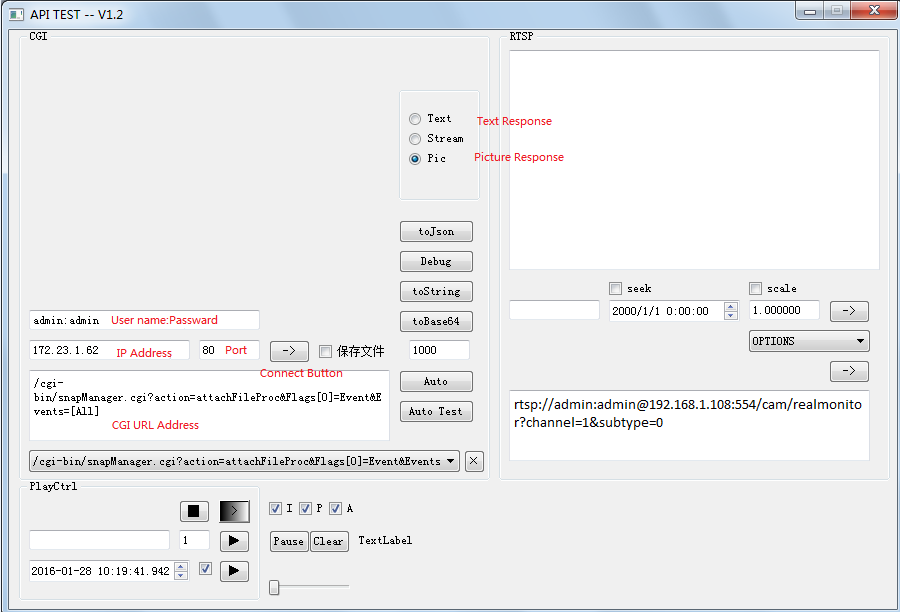 API TEST -- V1.2
CGI
Text
Text Response
Stream
Pic
Picture Response
toJson
Debug
toString
admin:admin
User name:Passward
toBase64
172.23.1.62
IP Address
80
Port
->
保存文件
1000
Connect Button
/cgi-
bin/snapManager.cgi?action=attachFileProc&Flags[0]=Event&E
vents=[All]
CGI URL Address
Auto
Auto Test
/cgi-bin/snapManager.cgi?action=attachFileProc&Flags[0]=Event&Events
RTSP
seek
scale
2000/1/1 0:00:00
1.000000
->
OPTIONS
->
rtsp://admin:admin@192.168.1.108:554/cam/realmonito
r?channel=1&subtype=0
PlayCtrl
I
P
A
1
Pause
Clear
TextLabel
2016-01-28 10:19:41.942